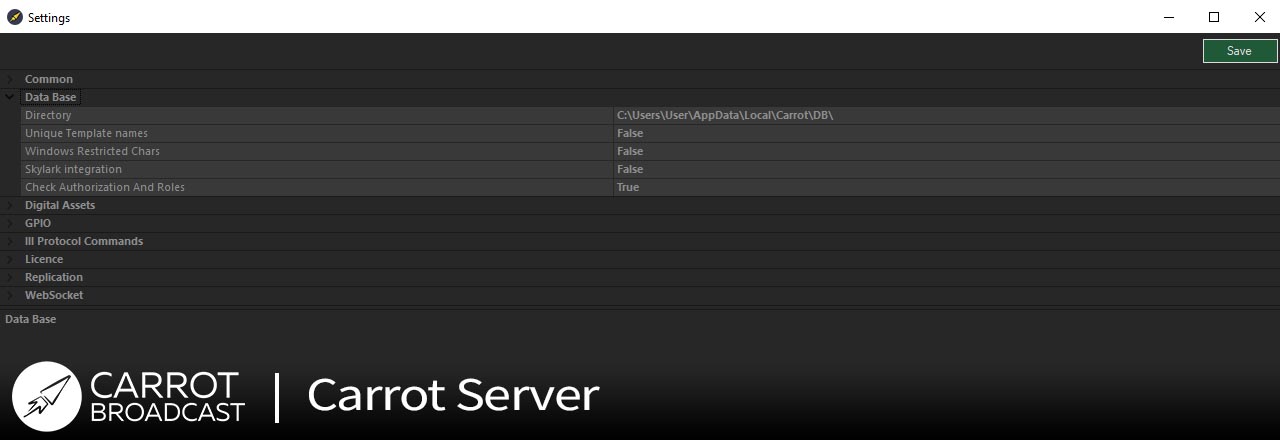 Settings
Save
Common
Data Base
Directory C:\Users\User\AppData\Local\Carrot\DB\
Unique Template names False
Windows Restricted Chars False
Skylark integration False
Check Authorization And Roles True
Digital Assets
GPIO
III Protocol Commands
Licence
Replication
WebSocket
Data Base
CARROT
BROADCAST
Carrot Server